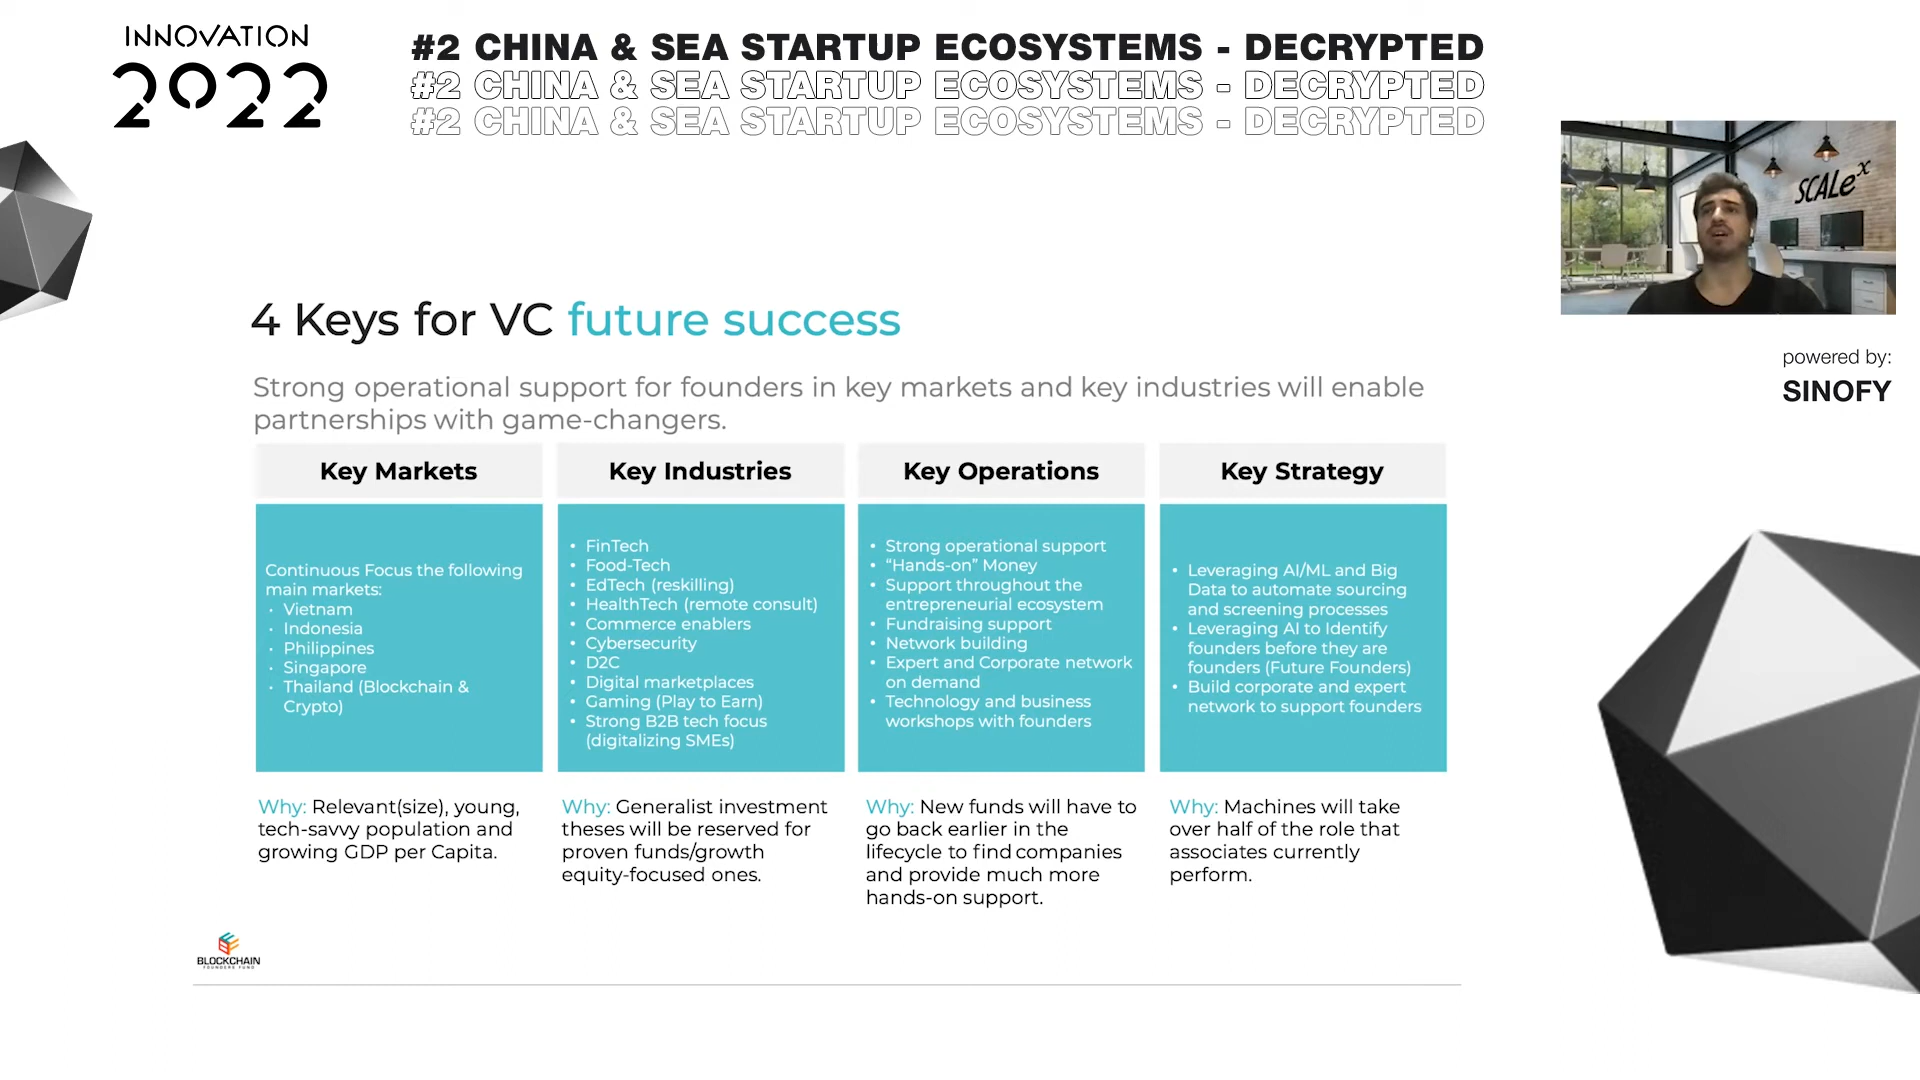 INNOVATION
2022
#2 CHINA & SEA STARTUP ECOSYSTEMS - DECRYPTED
#2 CHINA & SEA STARTUP ECOSYSTEMS - DECRYPTED
#2 CHINA & SEA STARTUP ECOSYSTEMS - DECRYPTED
SCALeX
powered by:
SINOFY
4 Keys for VC future success
Strong operational support for founders in key markets and key industries will enable
partnerships with game-changers.
Key Markets
Continuous Focus the following
main markets:
· Vietnam
· Indonesia
· Philippines
· Singapore
· Thailand (Blockchain &
Crypto)
Why: Relevant(size), young,
tech-savvy population and
growing GDP per Capita.
Key Industries
• FinTech
• Food-Tech
• EdTech (reskilling)
• HealthTech (remote consult)
• Commerce enablers
• Cybersecurity
• D2C
• Digital marketplaces
• Gaming (Play to Earn)
• Strong B2B tech focus
(digitalizing SMEs)
Why: Generalist investment
theses will be reserved for
proven funds/growth
equity-focused ones.
Key Operations
• Strong operational support
• “Hands-on” Money
• Support throughout the
entrepreneurial ecosystem
• Fundraising support
• Network building
• Expert and Corporate network
on demand
• Technology and business
workshops with founders
Why: New funds will have to
go back earlier in the
lifecycle to find companies
and provide much more
hands-on support.
Key Strategy
• Leveraging AI/ML and Big
Data to automate sourcing
and screening processes
• Leveraging AI to Identify
founders before they are
founders (Future Founders)
• Build corporate and expert
network to support founders
Why: Machines will take
over half of the role that
associates currently
perform.
BLOCKCHAIN
FOUNDERS FUND